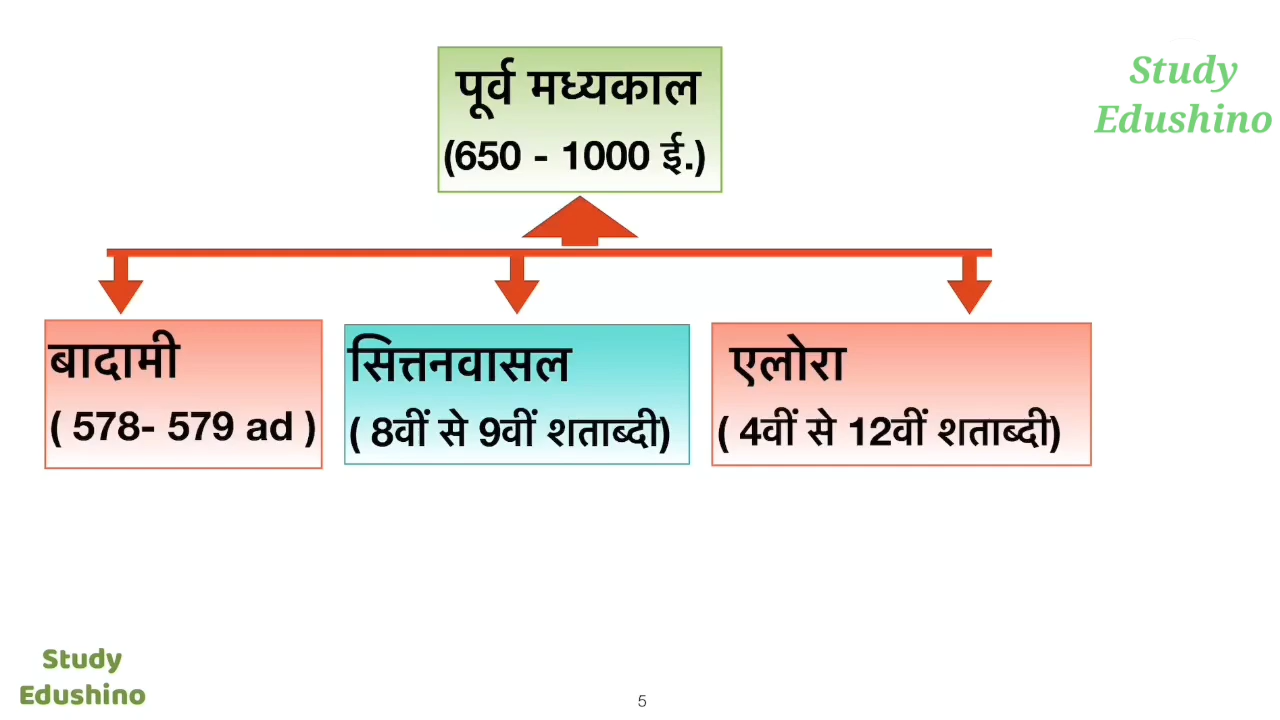 पूर्व मध्यकाल
(650 - 1000 ई.)
Study
Edushino
बादामी
( 578- 579 ad )
सित्तनवासल
( 8वीं से 9वीं शताब्दी)
एलोरा
( 4वीं से 12वीं शताब्दी)
Study
Edushino
5